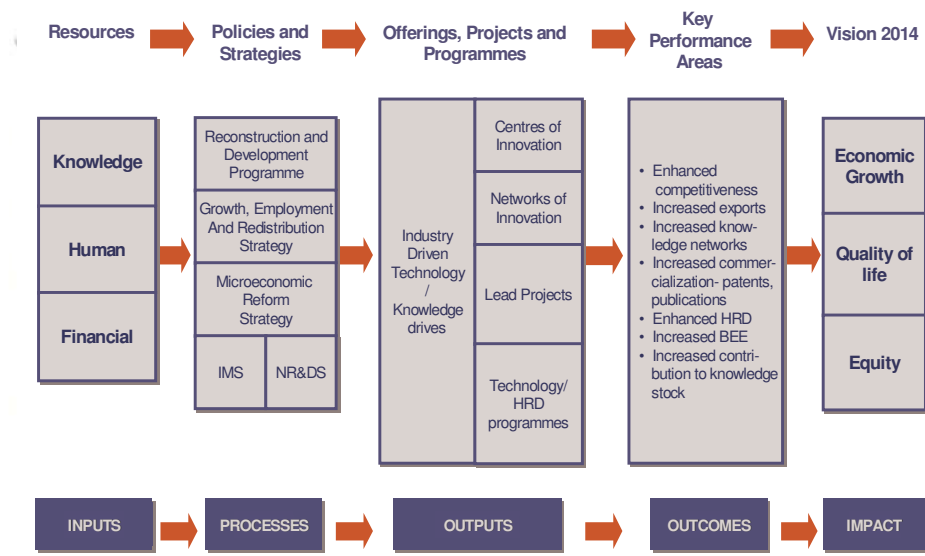 Resources
Policies and
Strategies
Offerings, Projects and
Programmes
Key
Performance
Areas
Vision 2014
Knowledge
Human
Financial
Reconstruction and
Development
Programme
Growth, Employment
And Redistribution
Strategy
Microeconomic
Reform
Strategy
IMS
NR&DS
Industry
Driven
Technology
/
Knowledge
drives
Centres of
Innovation
Networks of
Innovation
Lead Projects
Technology/
HRD
programmes
• Enhanced
competitveness
• Increased exports
• Increased know-
ledge networks
• Increased commer-
cialization- patents,
publications
• Enhanced HRD
• Increased BEE
• Increased contri-
bution to knowledge
stock
Economic
Growth
Quality of
life
Equity
INPUTS
PROCESSES
OUTPUTS
OUTCOMES
IMPACT